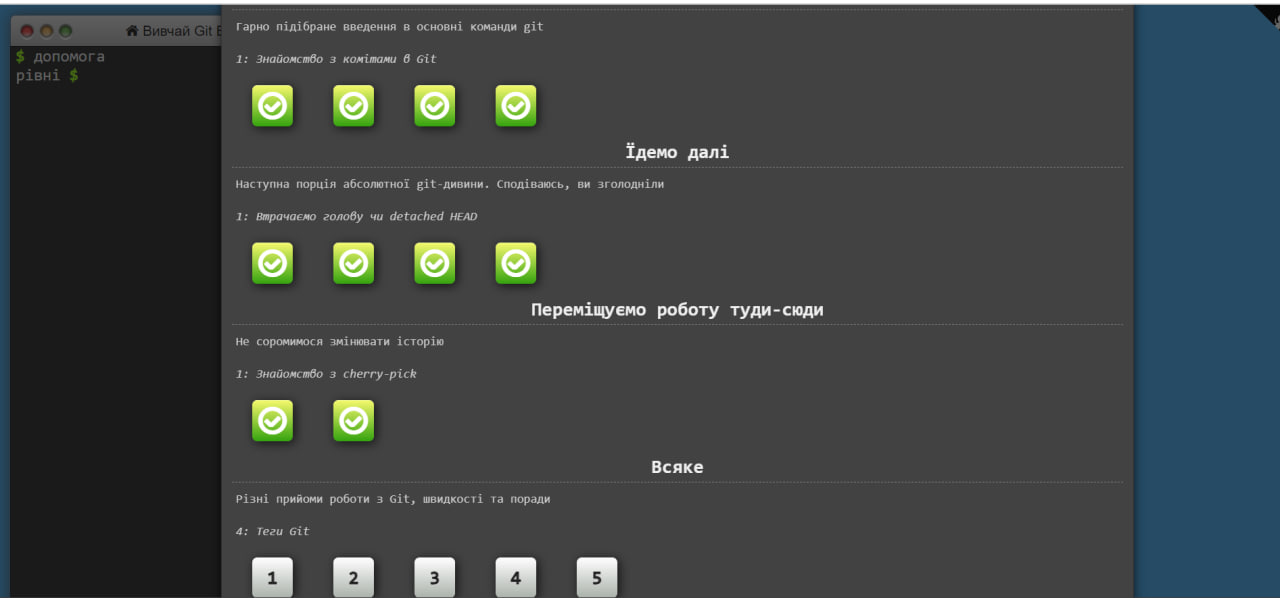 Вивчай Git
$ допомога
рівні $
Гарно підібране введення в основні команди git
1: Знайомство з комітами в Git
Їдемо далі
Наступна порція абсолютної git-дивини. Сподіваюсь, ви зголодніли
1: Втрачаємо голову чи detached HEAD
Переміщуємо роботу туди-сюди
Не соромимося змінювати історію
1: Знайомство з cherry-pick
Всяке
Різні прийоми роботи з Git, швидкості та поради
4: Теги Git
1 2 3 4 5